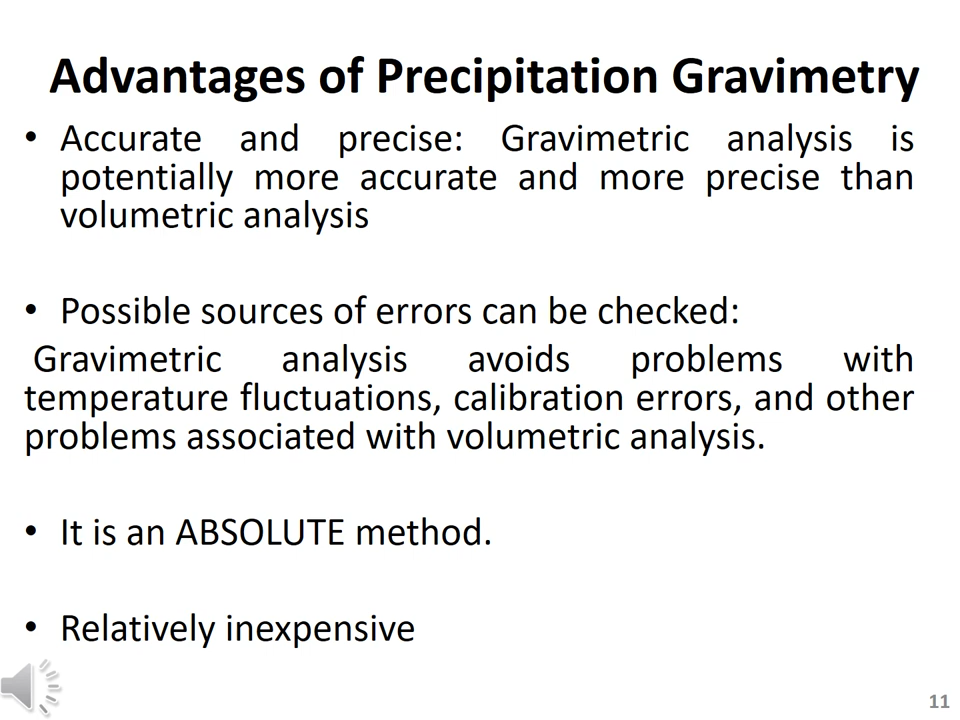 Advantages of Precipitation Gravimetry
• Accurate and precise: Gravimetric analysis is
potentially more accurate and more precise than
volumetric analysis
• Possible sources of errors can be checked:
Gravimetric analysis avoids problems with
temperature fluctuations, calibration errors, and other
problems associated with volumetric analysis.
• It is an ABSOLUTE method.
• Relatively inexpensive
11